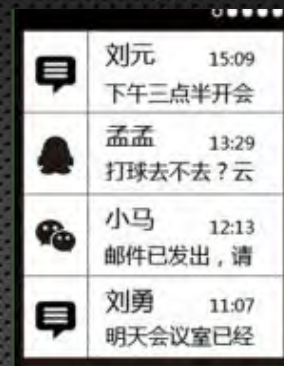 刘元 15:09
下午三点半开会
孟孟 13:29
打球去不去？云
小马 12:13
邮件已发出，请
刘勇 11:07
明天会议室已经